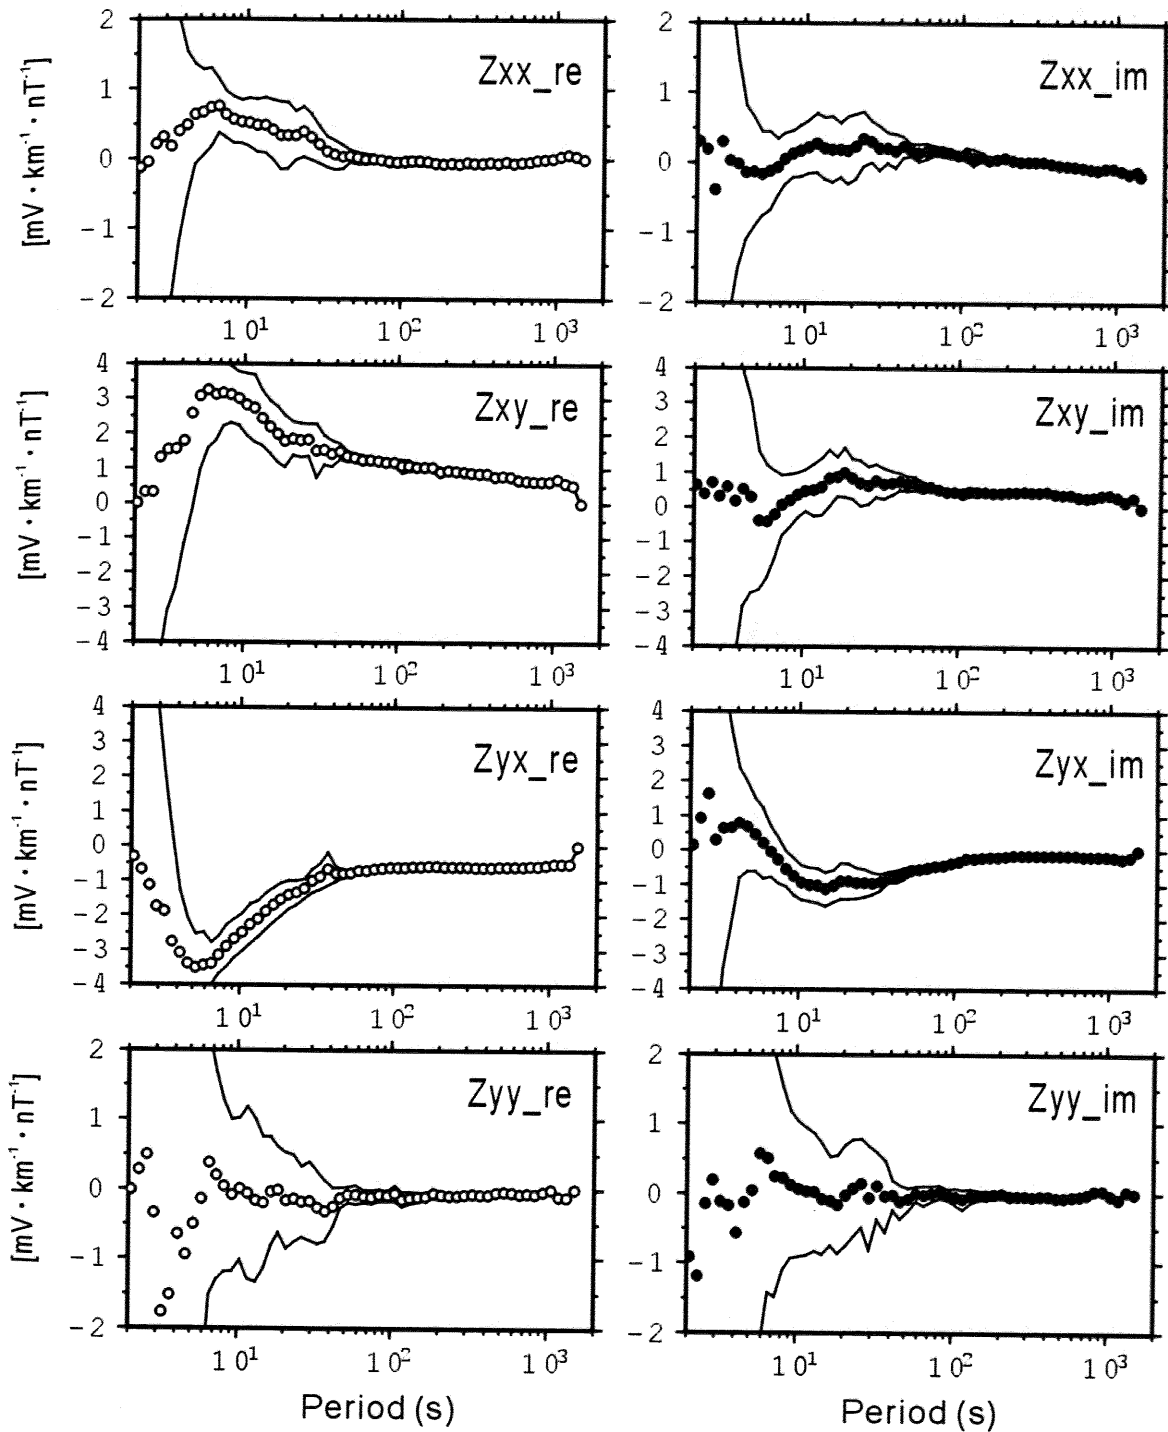 2
1
0
−1
−2
[mV·km⁻¹·nT⁻¹]
Zxx_re
10¹ 10² 10³
2
1
0
−1
−2
Zxx_im
10¹ 10² 10³
4
3
2
1
0
−1
−2
−3
−4
[mV·km⁻¹·nT⁻¹]
Zxy_re
10¹ 10² 10³
4
3
2
1
0
−1
−2
−3
−4
Zxy_im
10¹ 10² 10³
4
3
2
1
0
−1
−2
−3
−4
[mV·km⁻¹·nT⁻¹]
Zyx_re
10¹ 10² 10³
4
3
2
1
0
−1
−2
−3
−4
Zyx_im
10¹ 10² 10³
2
1
0
−1
−2
[mV·km⁻¹·nT⁻¹]
Zyy_re
10¹ 10² 10³
Period (s)
2
1
0
−1
−2
Zyy_im
10¹ 10² 10³
Period (s)